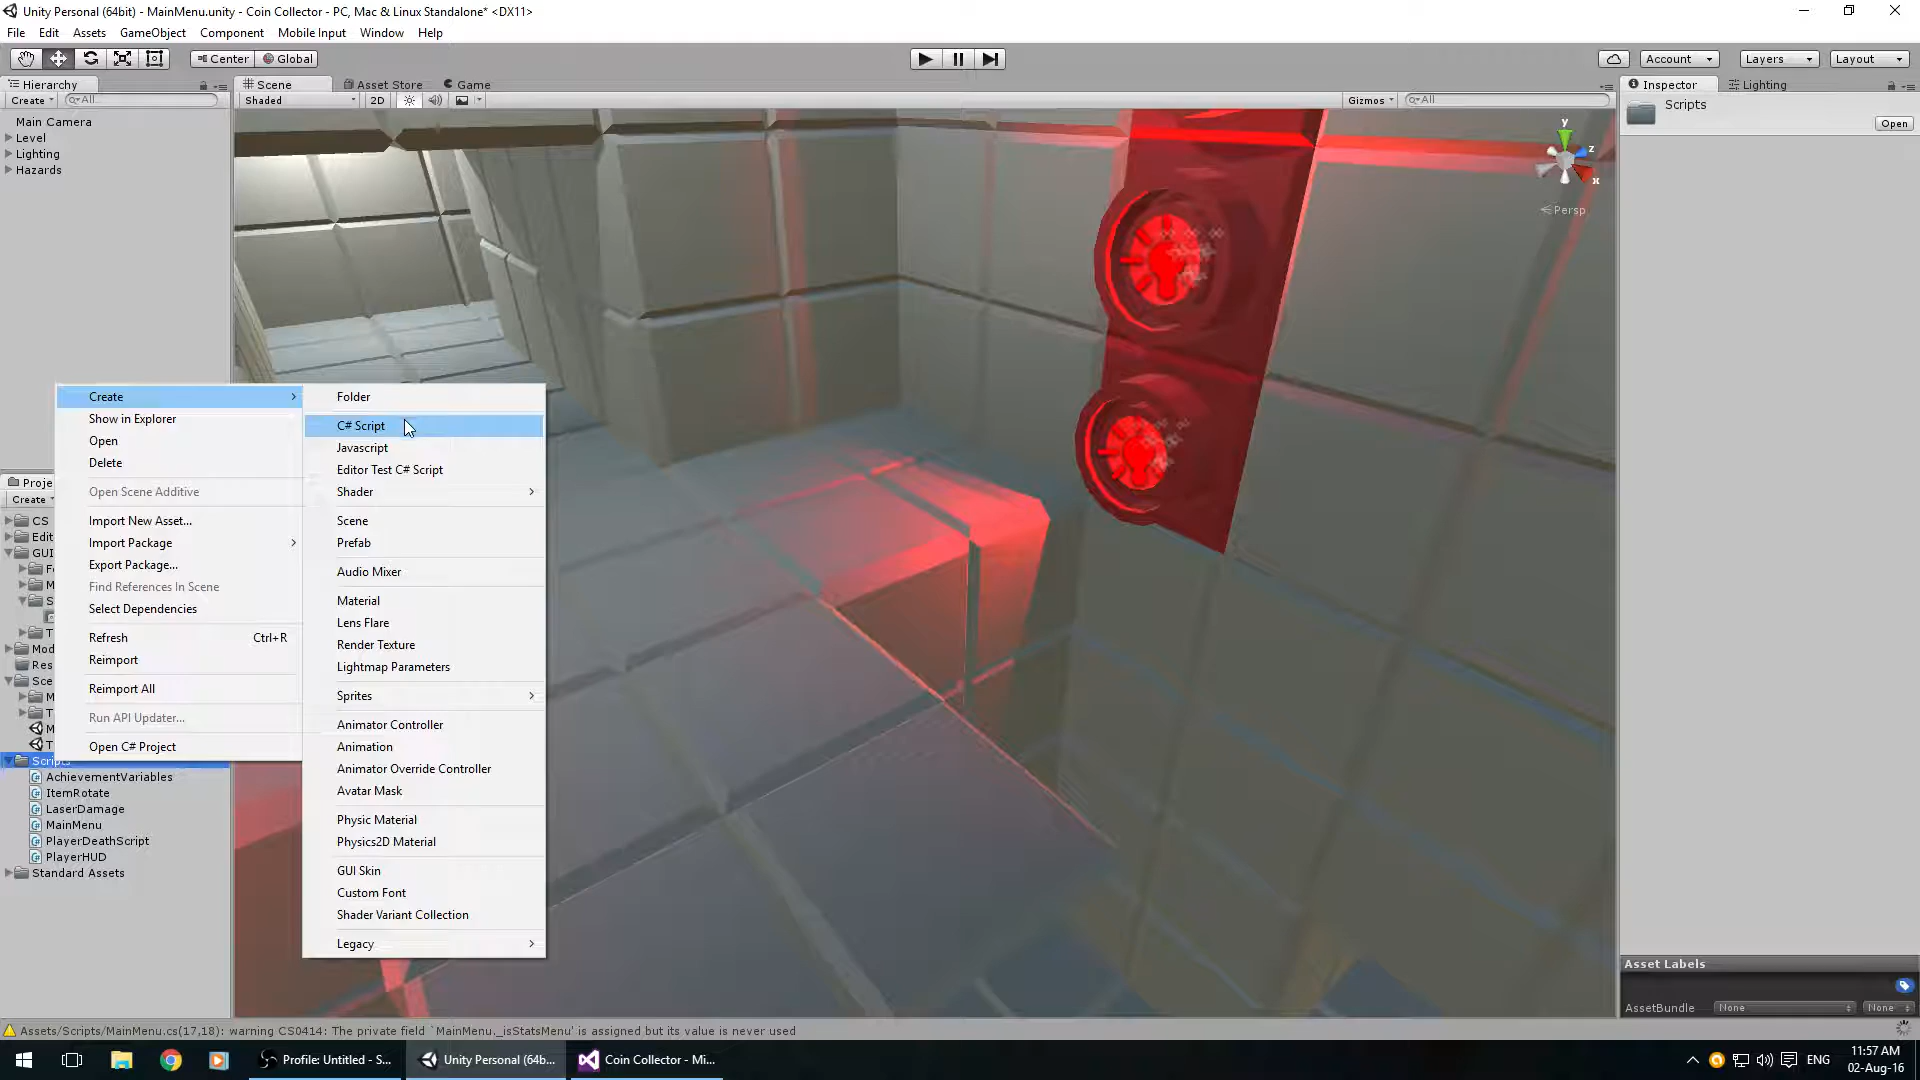 Unity Personal (64bit) - MainMenu.unity - Coin Collector - PC, Mac & Linux Standalone* <DX11>
File Edit Assets GameObject Component Mobile Input Window Help
Center Global Account Layers Layout
Hierarchy Scene Asset Store Game Inspector Lighting
Create All Shaded 2D Gizmos All
Scripts
Open
Main Camera
Level
Lighting
Hazards
y
z
x
Persp
Create
Show in Explorer
Open
Delete
Open Scene Additive
Import New Asset...
Import Package
Export Package...
Find References In Scene
Select Dependencies
Refresh Ctrl+R
Reimport
Reimport All
Run API Updater...
Open C# Project
Folder
C# Script
Javascript
Editor Test C# Script
Shader
Scene
Prefab
Audio Mixer
Material
Lens Flare
Render Texture
Lightmap Parameters
Sprites
Animator Controller
Animation
Animator Override Controller
Avatar Mask
Physic Material
Physics2D Material
GUI Skin
Custom Font
Shader Variant Collection
Legacy
Proje
Create
CS
Edit
GUI
F
M
S
T
Mod
Res
Sce
M
T
M
T
Scripts
AchievementVariables
ItemRotate
LaserDamage
MainMenu
PlayerDeathScript
PlayerHUD
Standard Assets
Asset Labels
AssetBundle None None
Assets/Scripts/MainMenu.cs(17,18): warning CS0414: The private field `MainMenu._isStatsMenu' is assigned but its value is never used
Profile: Untitled - S... Unity Personal (64b... Coin Collector - Mi... ENG
11:57 AM
02-Aug-16